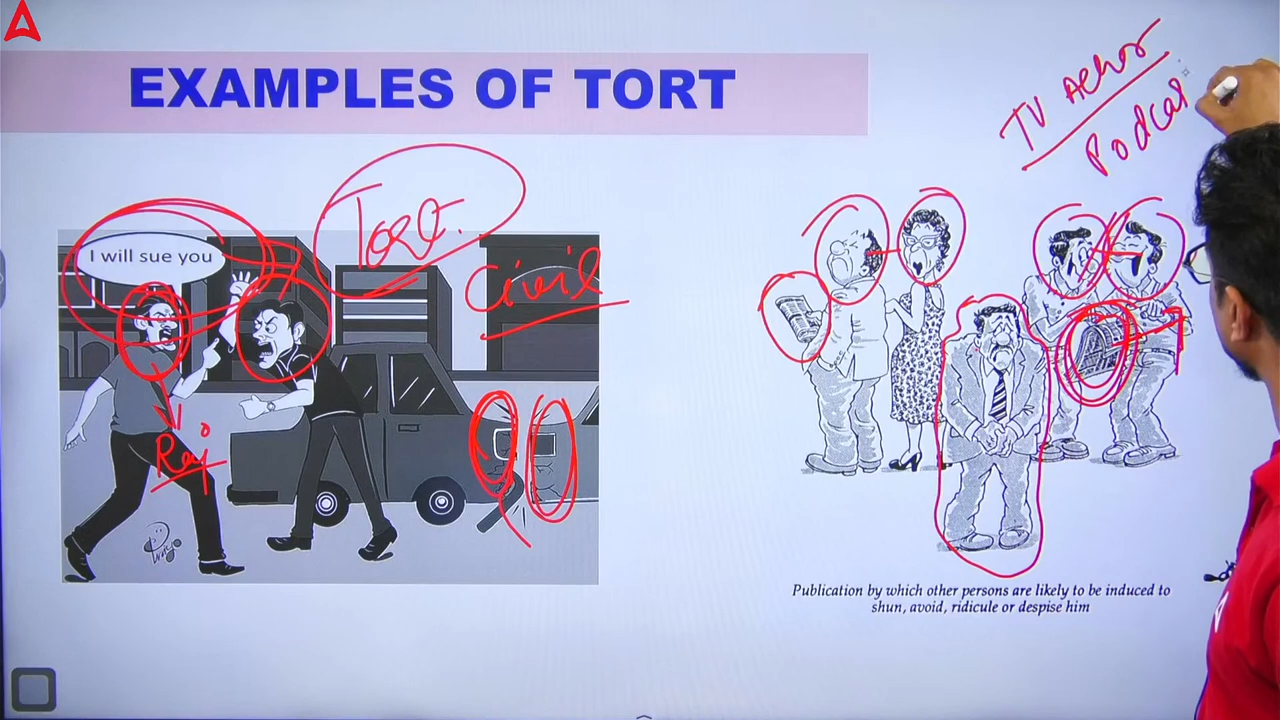 EXAMPLES OF TORT
TV Actor
Podcas
Tort.
Civil
I will sue you
Raj
Publication by which other persons are likely to be induced to
shun, avoid, ridicule or despise him